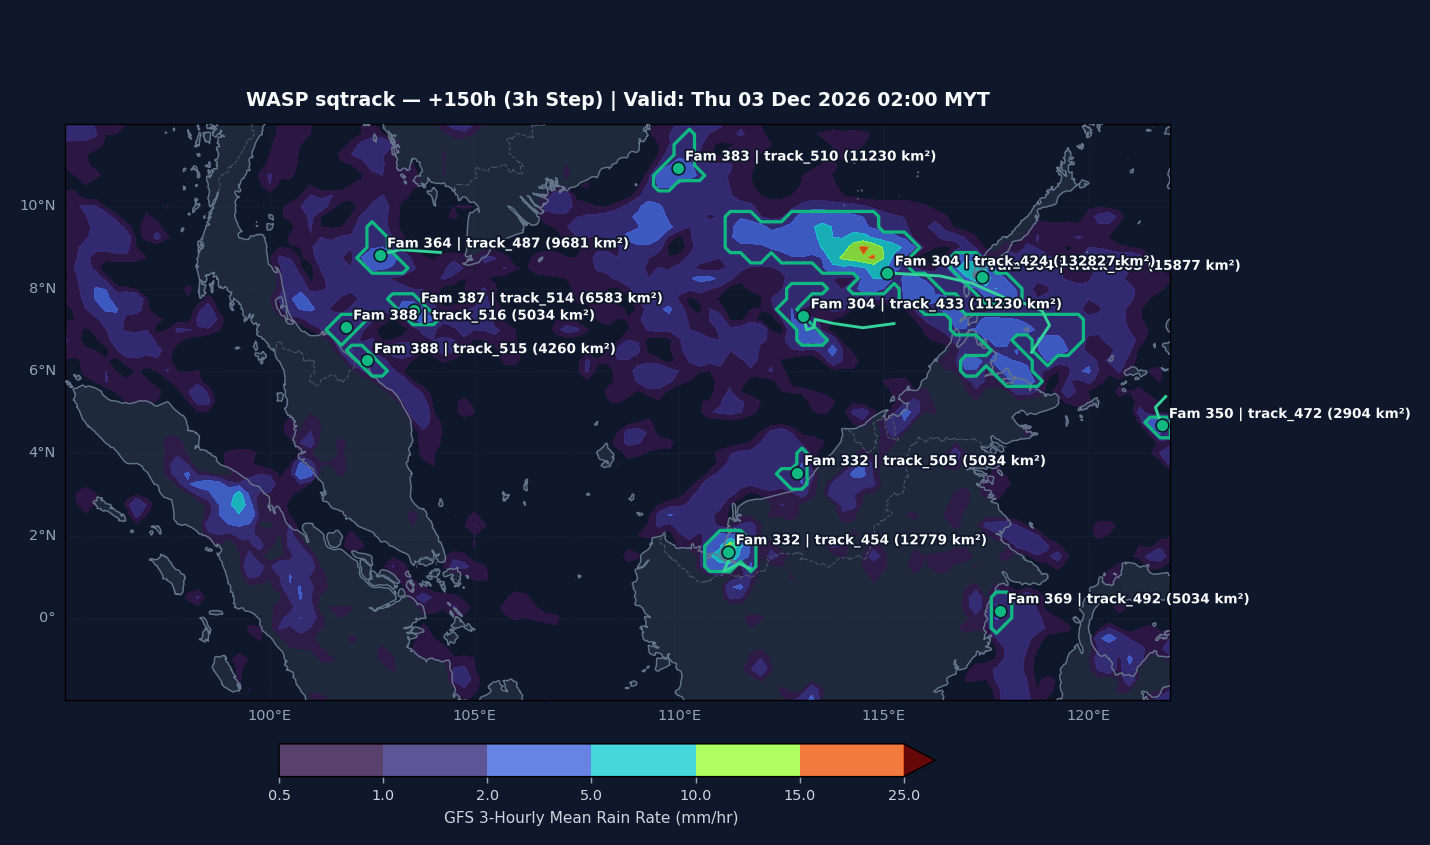 WASP sqtrack — +150h (3h Step) | Valid: Thu 03 Dec 2026 02:00 MYT
Fam 383 | track_510 (11230 km²)
10°N
Fam 364 | track_487 (9681 km²)
Fam 304 | track_424 (132827 km²)
15877 km²)
8°N
Fam 387 | track_514 (6583 km²)
Fam 304 | track_433 (11230 km²)
Fam 388 | track_516 (5034 km²)
Fam 388 | track_515 (4260 km²)
6°N
Fam 350 | track_472 (2904 km²)
4°N
Fam 332 | track_505 (5034 km²)
2°N
Fam 332 | track_454 (12779 km²)
Fam 369 | track_492 (5034 km²)
0°
100°E 105°E 110°E 115°E 120°E
0.5 1.0 2.0 5.0 10.0 15.0 25.0
GFS 3-Hourly Mean Rain Rate (mm/hr)